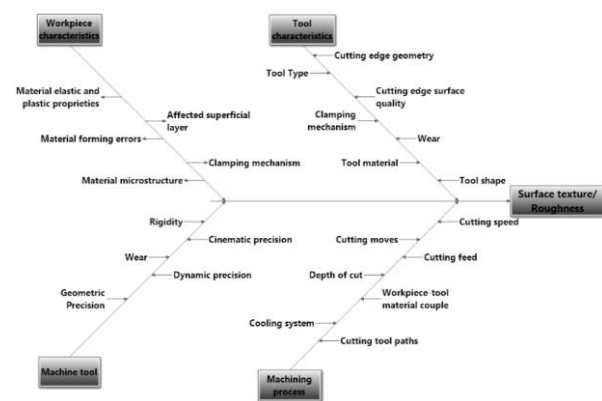 Workpiece
characteristics
Tool
characteristics
Cutting edge geometry
Tool Type
Material elastic and
plastic proprieties
Cutting edge surface
quality
Affected superficial
layer
Clamping
mechanism
Material forming errors
Wear
Clamping mechanism
Tool material
Material microstructure
Tool shape
Surface texture/
Roughness
Rigidity
Cutting speed
Cinematic precision
Cutting moves
Wear
Cutting feed
Dynamic precision
Depth of cut
Geometric
Precision
Workpiece-tool
material couple
Cooling system
Cutting tool paths
Machine tool
Machining
process